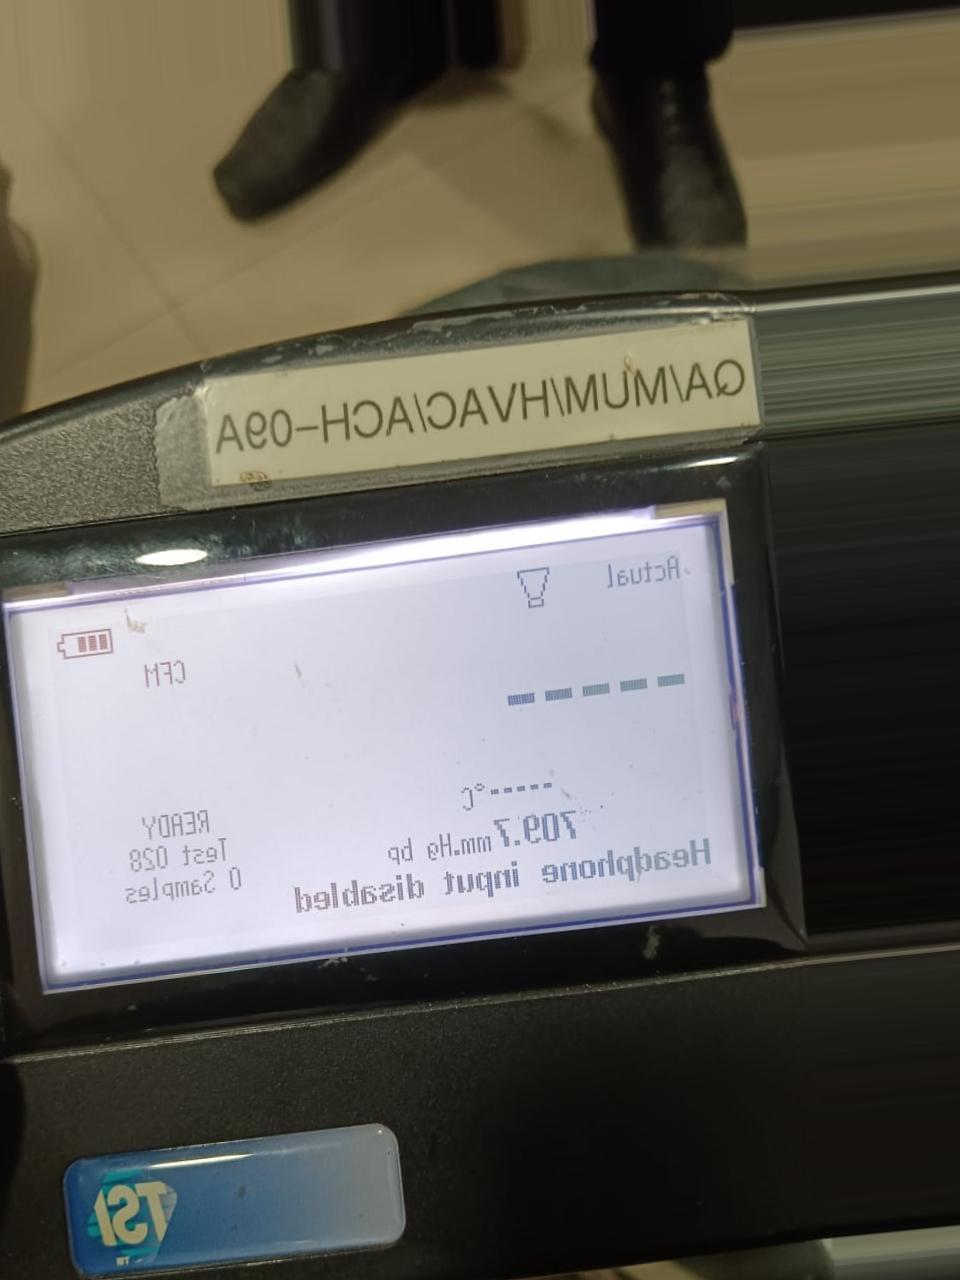 QA/MUM/HVAC/ACH-09A
Actual
CFM
-----
-----°C
709.7 mm.Hg bp
READY
Test 028
0 Samples
Headphone input disabled
TSI
TM